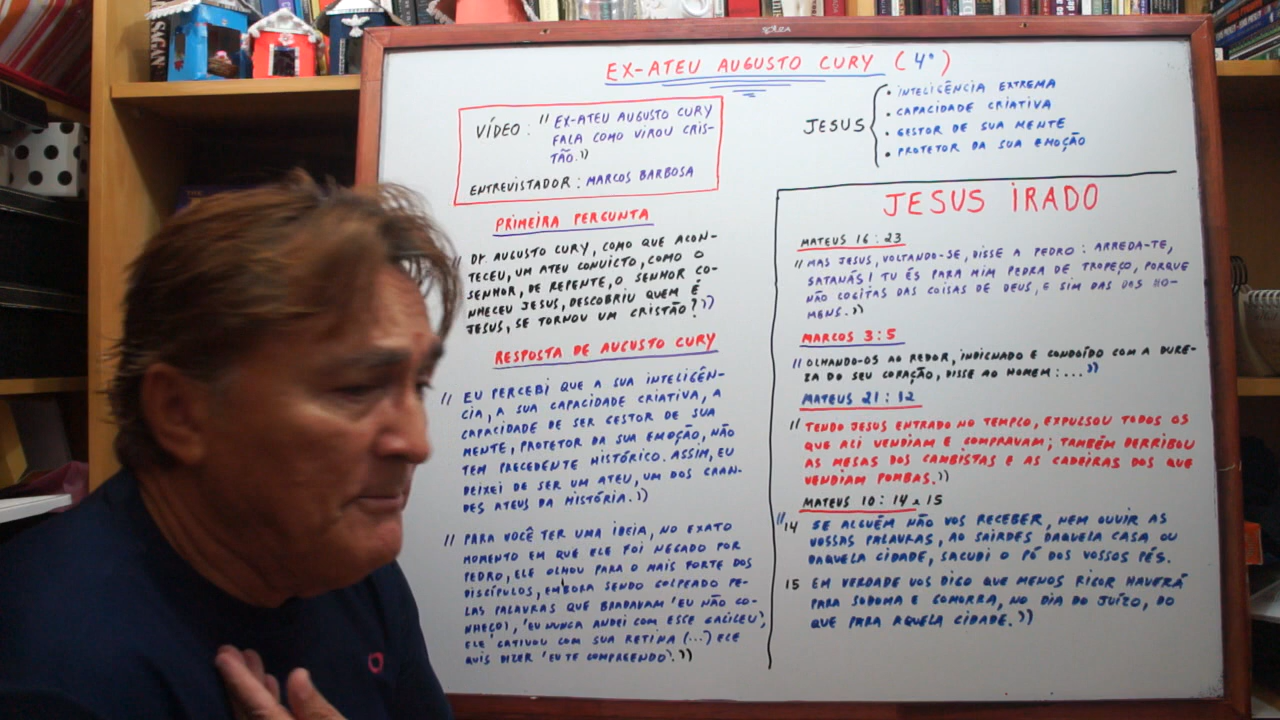 SAGAN
EX-ATEU AUGUSTO CURY (4º)
VÍDEO: "EX-ATEU AUGUSTO CURY
FALA COMO VIROU CRIS-
TÃO."
ENTREVISTADOR: MARCOS BARBOSA
PRIMEIRA PERGUNTA
"Dr. AUGUSTO CURY, COMO QUE ACON-
TECEU, UM ATEU CONVICTO, COMO O
SENHOR, DE REPENTE, O SENHOR CO-
NHECEU JESUS, DESCOBRIU QUEM É
JESUS, SE TORNOU UM CRISTÃO?"
RESPOSTA DE AUGUSTO CURY
"EU PERCEBI QUE A SUA INTELIGÊN-
CIA, A SUA CAPACIDADE CRIATIVA, A
CAPACIDADE DE SER GESTOR DE SUA
MENTE, PROTETOR DA SUA EMOÇÃO, NÃO
TEM PRECEDENTE HISTÓRICO. ASSIM, EU
DEIXEI DE SER UM ATEU, UM DOS GRAN-
DES ATEUS DA HISTÓRIA."
"PARA VOCÊ TER UMA IDEIA, NO EXATO
MOMENTO EM QUE ELE FOI NEGADO POR
PEDRO, ELE OLHOU PARA O MAIS FORTE DOS
DISCÍPULOS, EMBORA SENDO GOLPEADO PE-
LAS PALAVRAS QUE BRADAVAM 'EU NÃO CO-
NHEÇO', 'EU NUNCA ANDEI COM ESSE GALILEU',
ELE CATIVOU COM SUA RETINA (...) ELE
QUIS DIZER 'EU TE COMPREENDO'."
JESUS
• INTELIGÊNCIA EXTREMA
• CAPACIDADE CRIATIVA
• GESTOR DE SUA MENTE
• PROTETOR DA SUA EMOÇÃO
JESUS IRADO
MATEUS 16:23
"MAS JESUS, VOLTANDO-SE, DISSE A PEDRO: ARREDA-TE,
SATANÁS! TU ÉS PARA MIM PEDRA DE TROPEÇO, PORQUE
NÃO COGITAS DAS COISAS DE DEUS, E SIM DAS DOS HO-
MENS."
MARCOS 3:5
"OLHANDO-OS AO REDOR, INDIGNADO E CONDOÍDO COM A DURE-
ZA DO SEU CORAÇÃO, DISSE AO HOMEM:..."
MATEUS 21:12
"TENDO JESUS ENTRADO NO TEMPLO, EXPULSOU TODOS OS
QUE ALI VENDIAM E COMPRAVAM; TAMBÉM DERRIBOU
AS MESAS DOS CAMBISTAS E AS CADEIRAS DOS QUE
VENDIAM POMBAS."
MATEUS 10:14 a 15
"14 SE ALGUÉM NÃO VOS RECEBER, NEM OUVIR AS
VOSSAS PALAVRAS, AO SAIRDES DAQUELA CASA OU
DAQUELA CIDADE, SACUDI O PÓ DOS VOSSOS PÉS.
15 EM VERDADE VOS DIGO QUE MENOS RIGOR HAVERÁ
PARA SODOMA E GOMORRA, NO DIA DO JUÍZO, DO
QUE PARA AQUELA CIDADE."